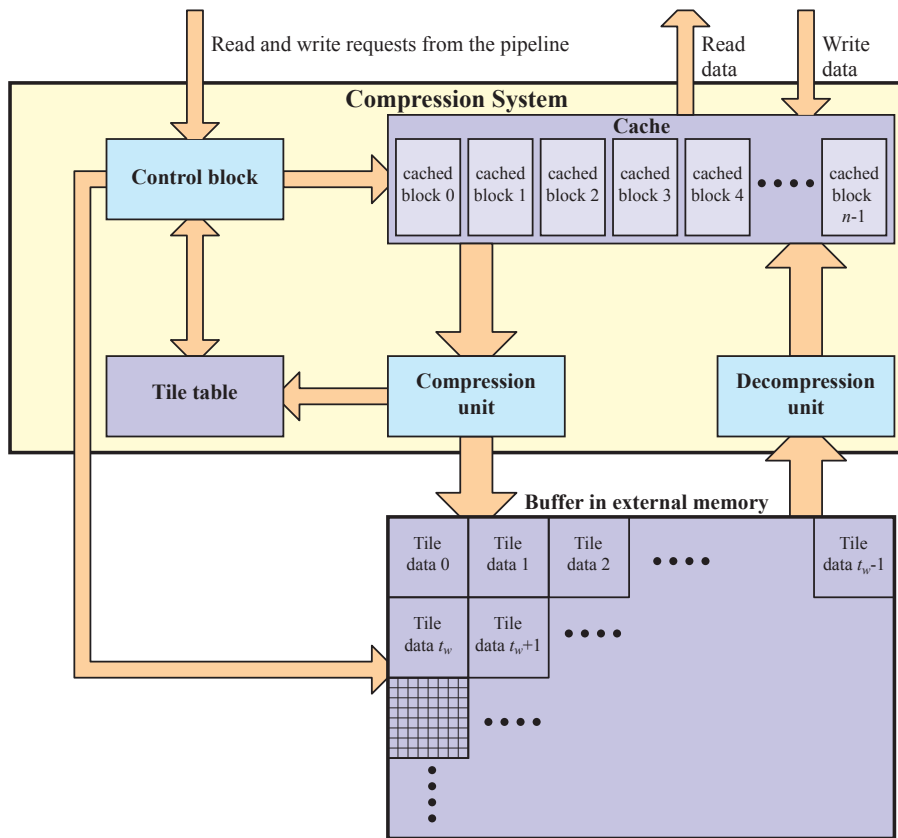 Read and write requests from the pipeline
Read
data
Write
data
Compression System
Cache
Control block
cached
block 0
cached
block 1
cached
block 2
cached
block 3
cached
block 4
cached
block
n-1
Tile table
Compression
unit
Decompression
unit
Buffer in external memory
Tile
data 0
Tile
data 1
Tile
data 2
Tile
data t_w-1
Tile
data t_w
Tile
data t_w+1